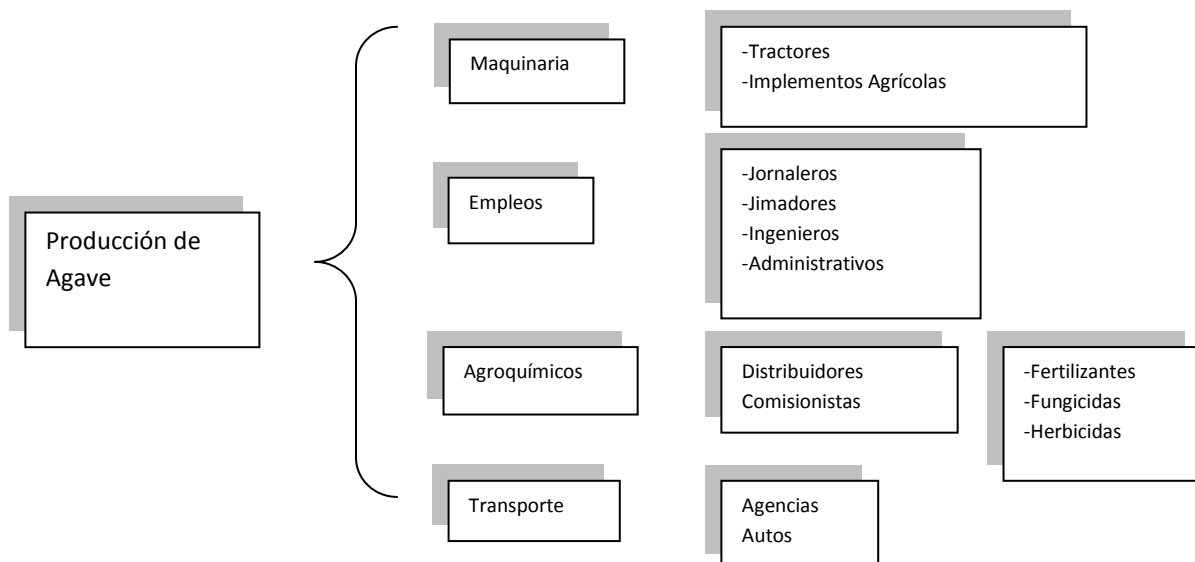 Producción de
Agave
Maquinaria
-Tractores
-Implementos Agrícolas
Empleos
-Jornaleros
-Jimadores
-Ingenieros
-Administrativos
Agroquímicos
Distribuidores
Comisionistas
-Fertilizantes
-Fungicidas
-Herbicidas
Transporte
Agencias
Autos